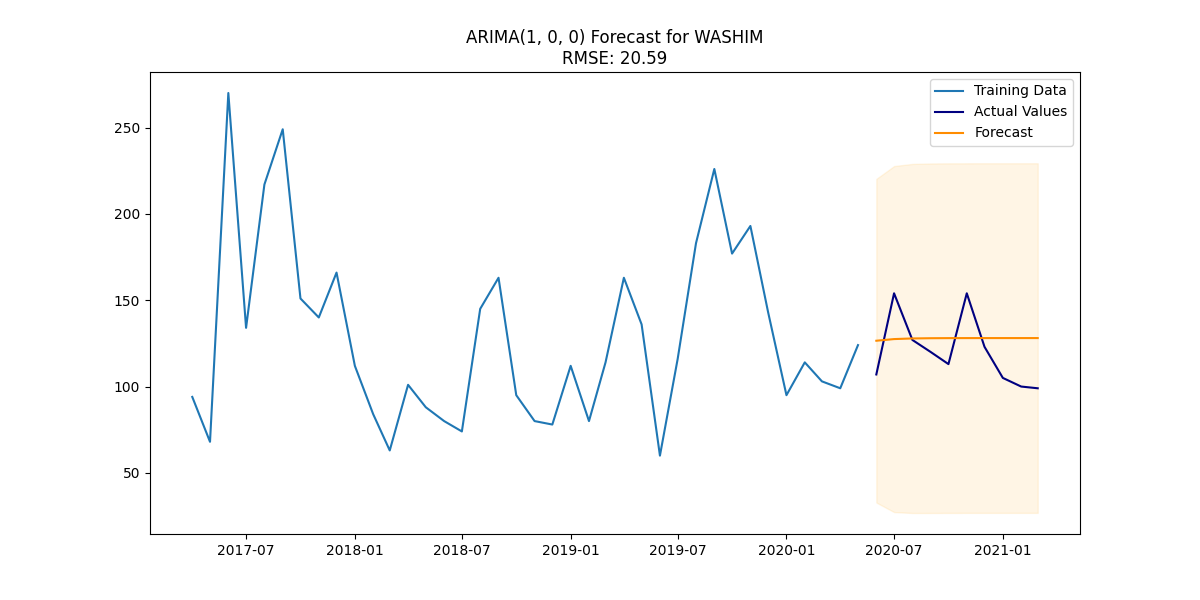 ARIMA(1, 0, 0) Forecast for WASHIM
RMSE: 20.59
Training Data
Actual Values
Forecast
250
200
150
100
50
2017-07
2018-01
2018-07
2019-01
2019-07
2020-01
2020-07
2021-01